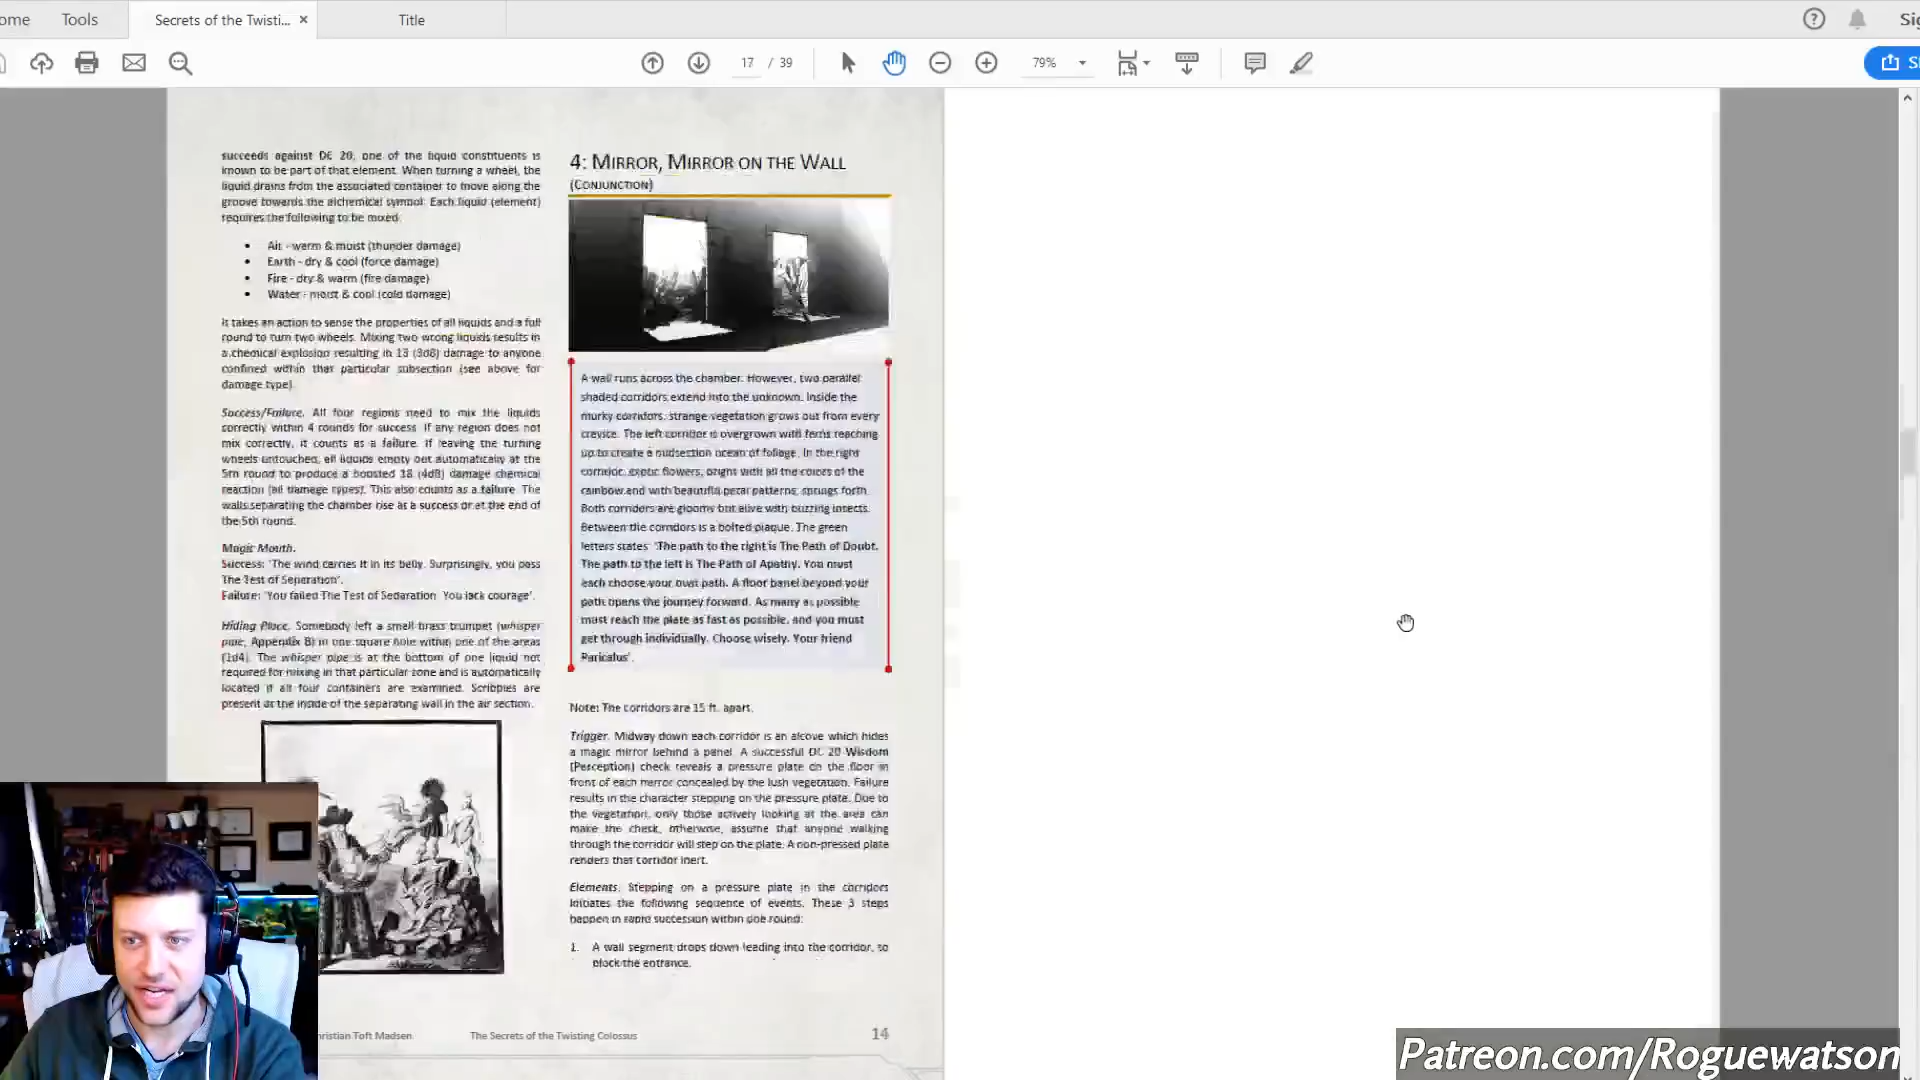 ome
Tools
Secrets of the Twisti...
×
Title
Sig
17 / 39
79%
S
succeeds against DC 20, one of the liquid constituents is
known to be part of that element. When turning a wheel, the
liquid drains from the associated container to move along the
groove towards the alchemical symbol. Each liquid (element)
requires the following to be mixed
• Air - warm & moist (thunder damage)
• Earth - dry & cool (force damage)
• Fire - dry & warm (fire damage)
• Water - moist & cool (cold damage)
It takes an action to sense the properties of all liquids and a full
round to turn two wheels. Mixing two wrong liquids results in
a chemical explosion resulting in 13 (3d8) damage to anyone
confined within that particular subsection (see above for
damage type).
Success/Failure. All four regions need to mix the liquids
correctly within 4 rounds for success. If any region does not
mix correctly, it counts as a failure. If leaving the turning
wheels untouched, all liquids empty out automatically at the
5th round to produce a boosted 18 (4d8) damage chemical
reaction (all damage types). This also counts as a failure. The
walls separating the chamber rise as a success or at the end of
the 5th round.
Magic Mouth.
Success: 'The wind carries it in its belly. Surprisingly, you pass
The Test of Separation'.
Failure: 'You failed The Test of Separation. You lack courage'.
Hiding Place. Somebody left a small brass trumpet (whisper
pipe, Appendix B) in one square hole within one of the areas
(1d4). The whisper pipe is at the bottom of one liquid not
required for mixing in that particular zone and is automatically
located if all four containers are examined. Scribbles are
present at the inside of the separating wall in the air section.
4: Mirror, Mirror on the Wall
(Conjunction)
A wall runs across the chamber. However, two parallel
shaded corridors extend into the unknown. Inside the
murky corridors, strange vegetation grows out from every
crevice. The left corridor is overgrown with ferns reaching
up to create a midsection ocean of foliage. In the right
corridor, exotic flowers, bright with all the colors of the
rainbow and with beautiful petal patterns, springs forth.
Both corridors are gloomy but alive with buzzing insects.
Between the corridors is a bolted plaque. The green
letters states 'The path to the right is The Path of Doubt.
The path to the left is The Path of Apathy. You must
each choose your own path. A floor panel beyond your
path opens the journey forward. As many as possible
must reach the plate as fast as possible, and you must
get through individually. Choose wisely. Your friend
Paricalus'.
Note: The corridors are 15 ft. apart.
Trigger. Midway down each corridor is an alcove which hides
a magic mirror behind a panel. A successful DC 20 Wisdom
(Perception) check reveals a pressure plate on the floor in
front of each mirror concealed by the lush vegetation. Failure
results in the character stepping on the pressure plate. Due to
the vegetation, only those actively looking at the area can
make the check, otherwise, assume that anyone walking
through the corridor will step on the plate. A non-pressed plate
renders that corridor inert.
Elements. Stepping on a pressure plate in the corridors
initiates the following sequence of events. These 3 steps
happen in rapid succession within one round:
1. A wall segment drops down leading into the corridor, to
block the entrance.
hristian Toft Madsen
The Secrets of the Twisting Colossus
14
Patreon.com/Roguewatson